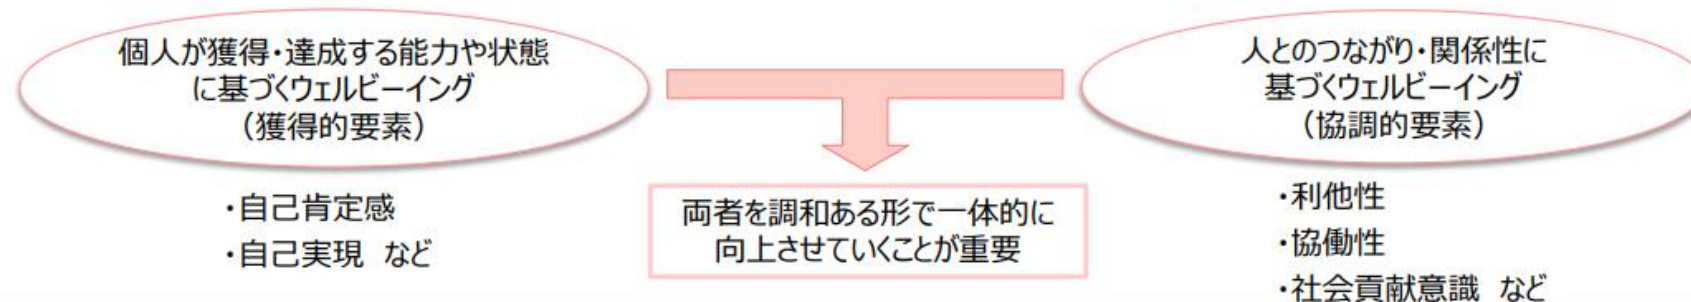 個人が獲得・達成する能力や状態
に基づくウェルビーイング
（獲得的要素）
・自己肯定感
・自己実現 など
両者を調和ある形で一体的に
向上させていくことが重要
人とのつながり・関係性に
基づくウェルビーイング
（協調的要素）
・利他性
・協働性
・社会貢献意識 など